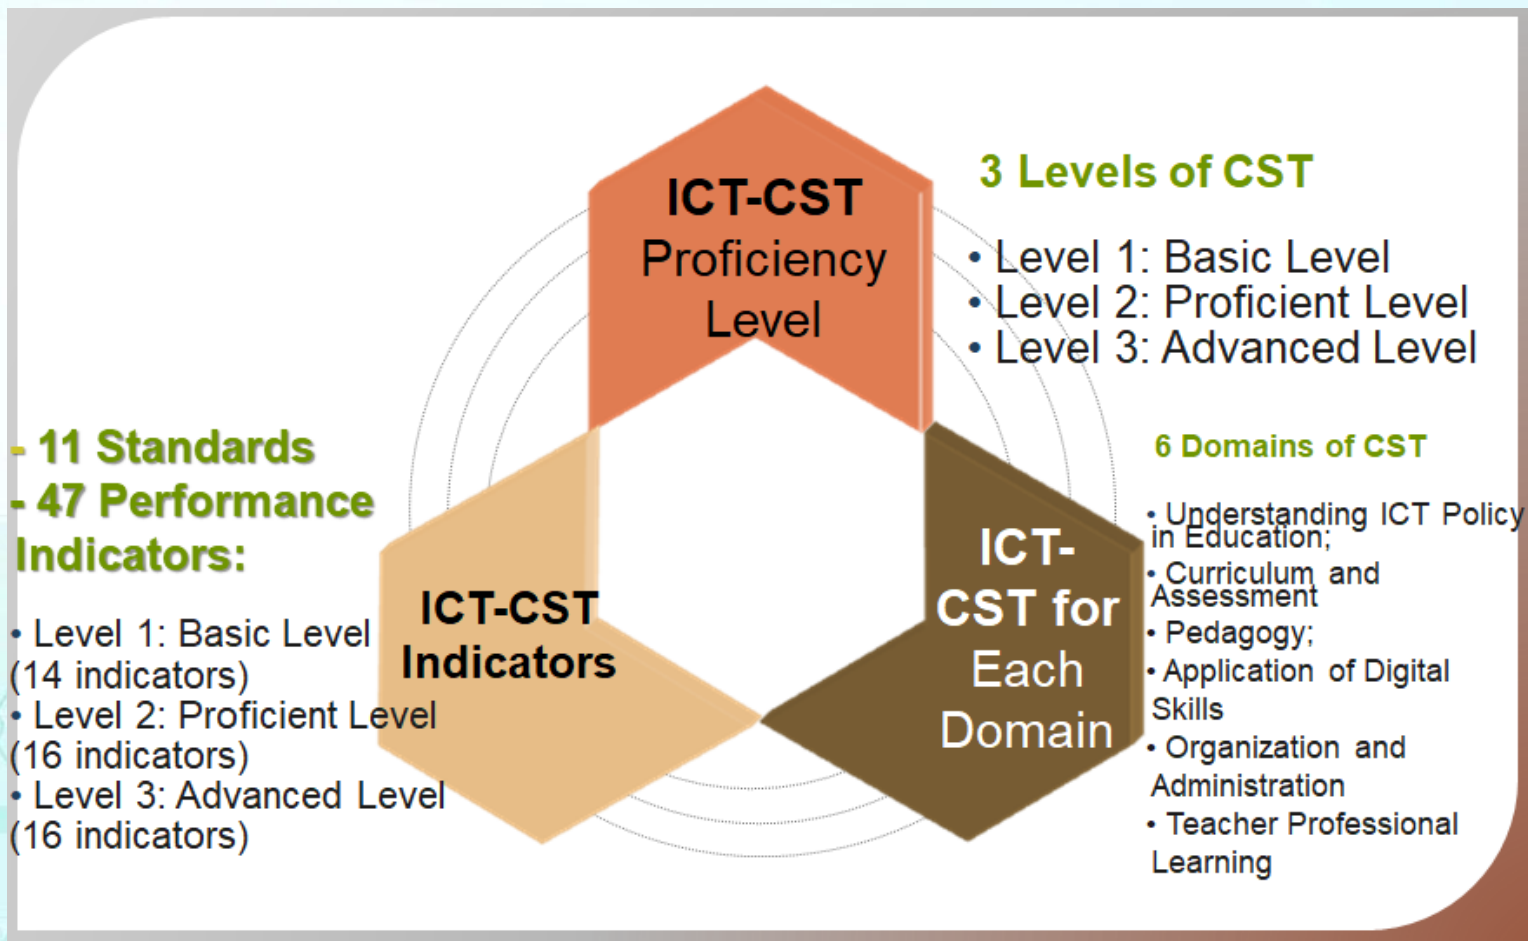 ICT-CST
Proficiency
Level
3 Levels of CST
• Level 1: Basic Level
• Level 2: Proficient Level
• Level 3: Advanced Level
- 11 Standards
- 47 Performance
Indicators:
• Level 1: Basic Level
(14 indicators)
• Level 2: Proficient Level
(16 indicators)
• Level 3: Advanced Level
(16 indicators)
ICT-CST
Indicators
ICT-
CST for
Each
Domain
6 Domains of CST
• Understanding ICT Policy
in Education;
• Curriculum and
Assessment
• Pedagogy;
• Application of Digital
Skills
• Organization and
Administration
• Teacher Professional
Learning